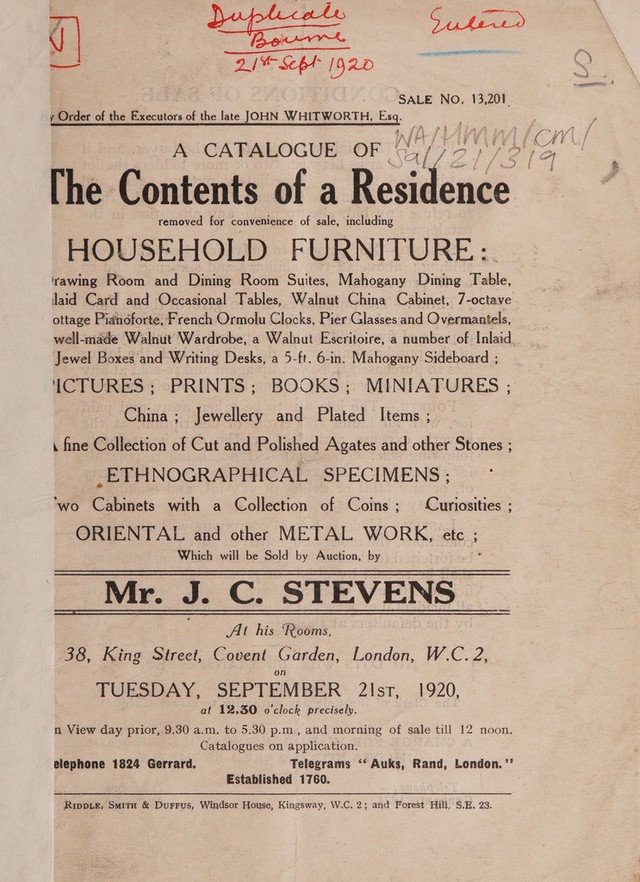 Duplicate
Bourne
21st Sept 1920
Entered
S.
SALE NO. 13,201.
y Order of the Executors of the late JOHN WHITWORTH, Esq.
WA/HMM/CM/
Sal/21/319
A CATALOGUE OF
The Contents of a Residence
removed for convenience of sale, including
HOUSEHOLD FURNITURE:
rawing Room and Dining Room Suites, Mahogany Dining Table,
laid Card and Occasional Tables, Walnut China Cabinet, 7-octave
ottage Pianoforte, French Ormolu Clocks, Pier Glasses and Overmantels,
well-made Walnut Wardrobe, a Walnut Escritoire, a number of Inlaid
Jewel Boxes and Writing Desks, a 5-ft. 6-in. Mahogany Sideboard ;
ICTURES ; PRINTS ; BOOKS ; MINIATURES ;
China ; Jewellery and Plated Items ;
A fine Collection of Cut and Polished Agates and other Stones ;
ETHNOGRAPHICAL SPECIMENS ;
Two Cabinets with a Collection of Coins ; Curiosities ;
ORIENTAL and other METAL WORK, etc ;
Which will be Sold by Auction, by
Mr. J. C. STEVENS
At his Rooms,
38, King Street, Covent Garden, London, W.C. 2,
on
TUESDAY, SEPTEMBER 21ST, 1920,
at 12.30 o'clock precisely.
n View day prior, 9.30 a.m. to 5.30 p.m., and morning of sale till 12 noon.
Catalogues on application.
elephone 1824 Gerrard. Telegrams "Auks, Rand, London."
Established 1760.
RIDDLE, SMITH & DUFFUS, Windsor House, Kingsway, W.C. 2 ; and Forest Hill, S.E. 23.